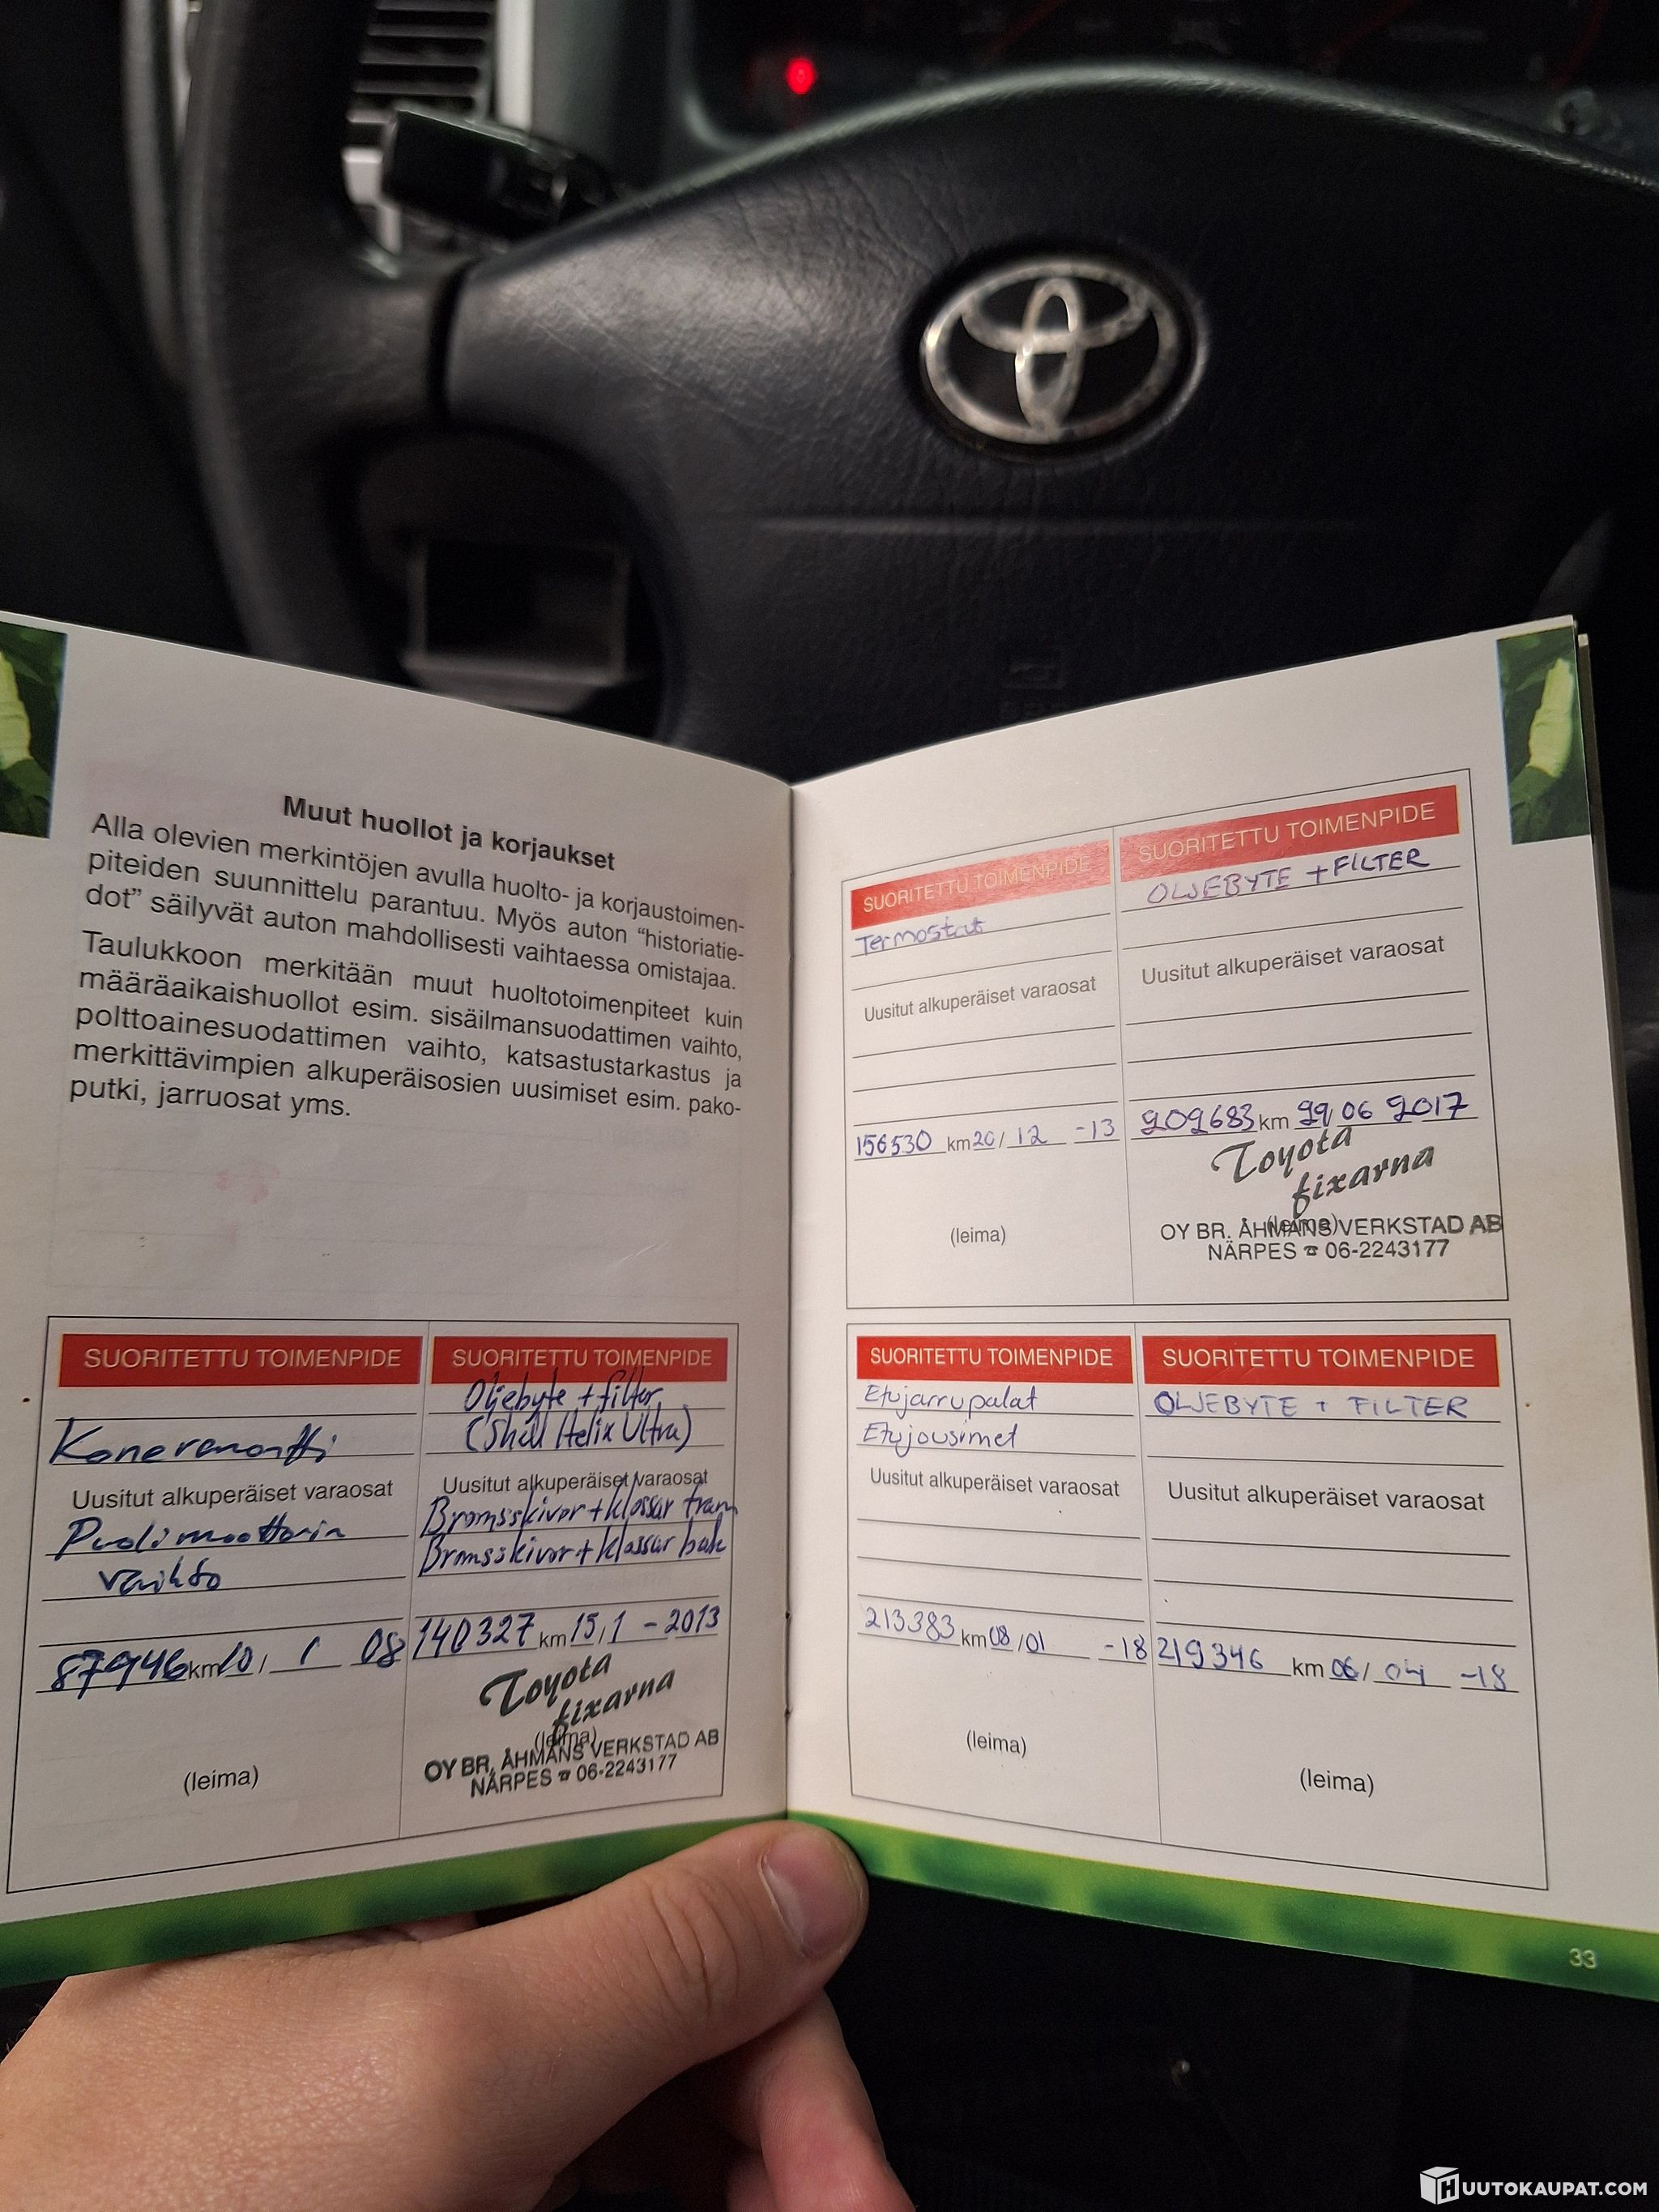 Muut huollot ja korjaukset
Alla olevien merkintöjen avulla huolto- ja korjaustoimen-
piteiden suunnittelu parantuu. Myös auton “historiatie-
dot” säilyvät auton mahdollisesti vaihtaessa omistajaa.
Taulukkoon merkitään muut huoltotoimenpiteet kuin
määräaikaishuollot esim. sisäilmansuodattimen vaihto,
polttoainesuodattimen vaihto, katsastustarkastus ja
merkittävimpien alkuperäisosien uusimiset esim. pako-
putki, jarruosat yms.
SUORITETTU TOIMENPIDE
Koneremontti
Uusitut alkuperäiset varaosat
Puolimoottorin
vaihto
87946 km 10 / 1 08
(leima)
SUORITETTU TOIMENPIDE
Oljebyte + filter
(Shell Helix Ultra)
Uusitut alkuperäiset varaosat
Bromsskivor + klossar fram
Bromsskivor + klossar bak
140327 km 15 / 1 - 2013
Toyota
fixarna
(leima)
OY BR. ÅHMANS VERKSTAD AB
NÄRPES ☎ 06-2243177
SUORITETTU TOIMENPIDE
Termostat
Uusitut alkuperäiset varaosat
156530 km 20 / 12 -13
(leima)
SUORITETTU TOIMENPIDE
OLJEBYTE + FILTER
Uusitut alkuperäiset varaosat
209683 km 29 06 2017
Toyota
fixarna
(leima)
OY BR. ÅHMANS VERKSTAD AB
NÄRPES ☎ 06-2243177
SUORITETTU TOIMENPIDE
Etujarrupalat
Etujousimet
Uusitut alkuperäiset varaosat
213383 km 08 / 01 -18
(leima)
SUORITETTU TOIMENPIDE
OLJEBYTE + FILTER
Uusitut alkuperäiset varaosat
219346 km 06 / 04 -18
(leima)
33
HUUTOKAUPAT.COM